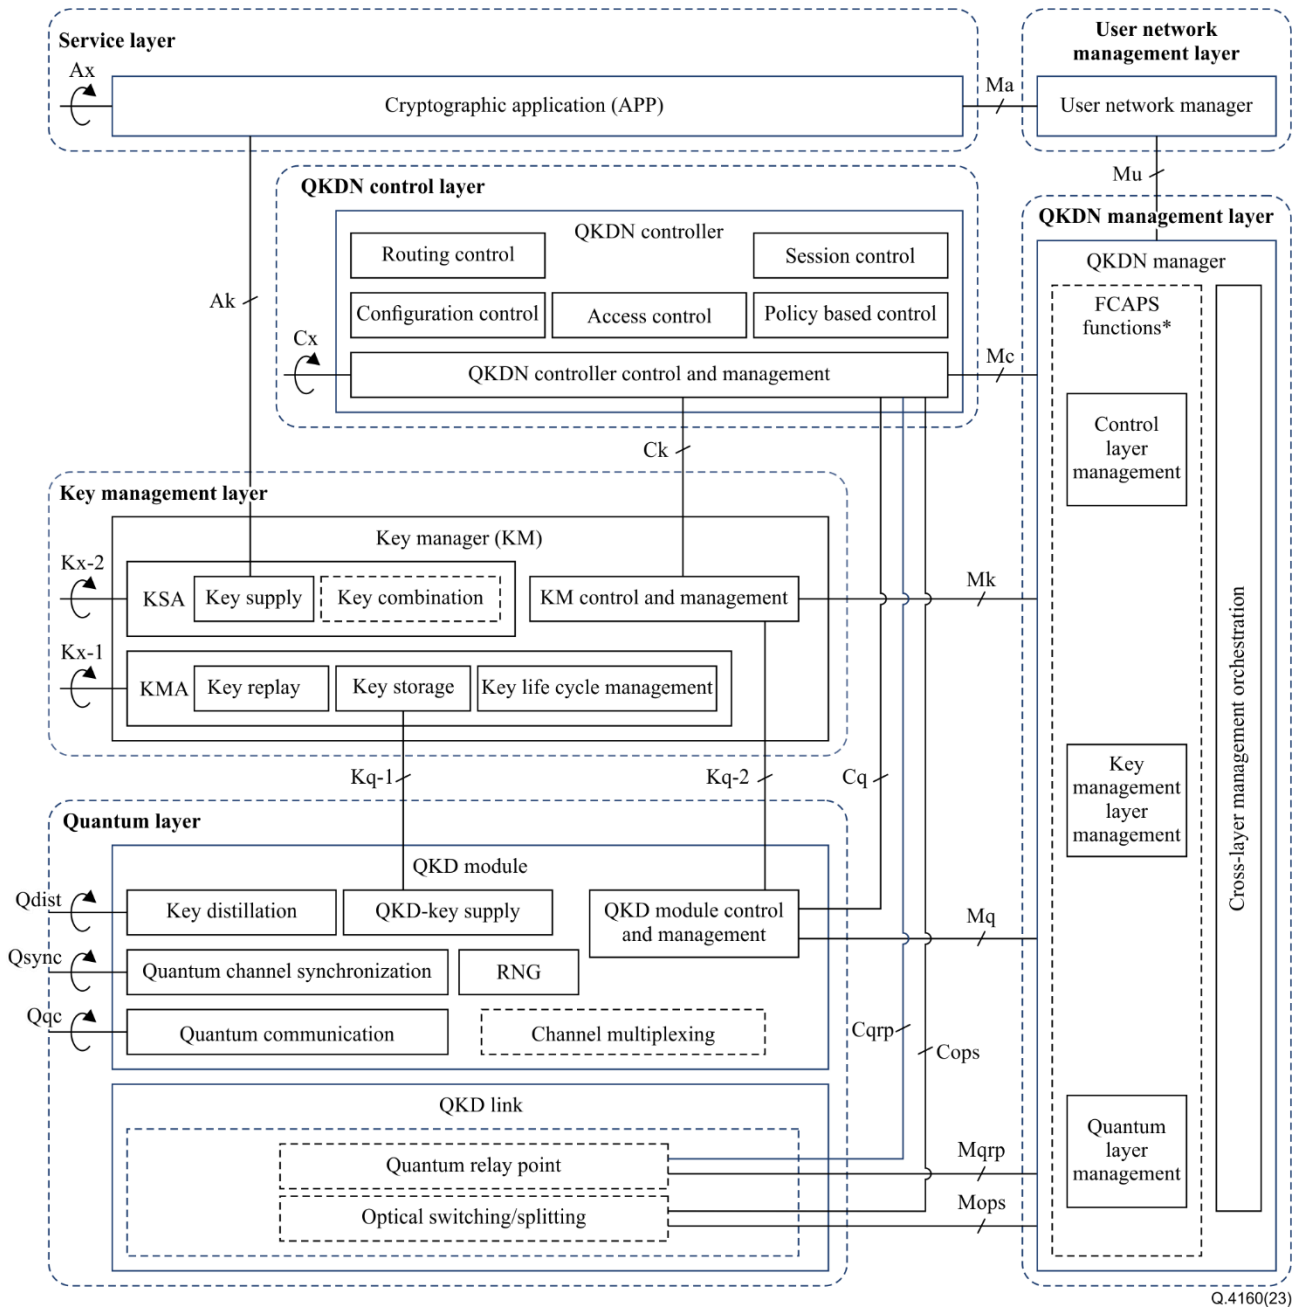 Service layer
Ax
Cryptographic application (APP)
Ma
User network
management layer
User network manager
Mu
QKDN control layer
QKDN controller
Routing control
Session control
Configuration control
Access control
Policy based control
Ak
Cx
QKDN controller control and management
Mc
Ck
QKDN management layer
QKDN manager
FCAPS
functions*
Control
layer
management
Key
management
layer
management
Quantum
layer
management
Cross-layer management orchestration
Key management layer
Key manager (KM)
Kx-2
KSA
Key supply
Key combination
KM control and management
Mk
Kx-1
KMA
Key replay
Key storage
Key life cycle management
Kq-1
Kq-2
Cq
Quantum layer
QKD module
Qdist
Key distillation
QKD-key supply
QKD module control
and management
Mq
Qsync
Quantum channel synchronization
RNG
Qqc
Quantum communication
Channel multiplexing
Cqrp
Cops
QKD link
Quantum relay point
Mqrp
Optical switching/splitting
Mops
Q.4160(23)